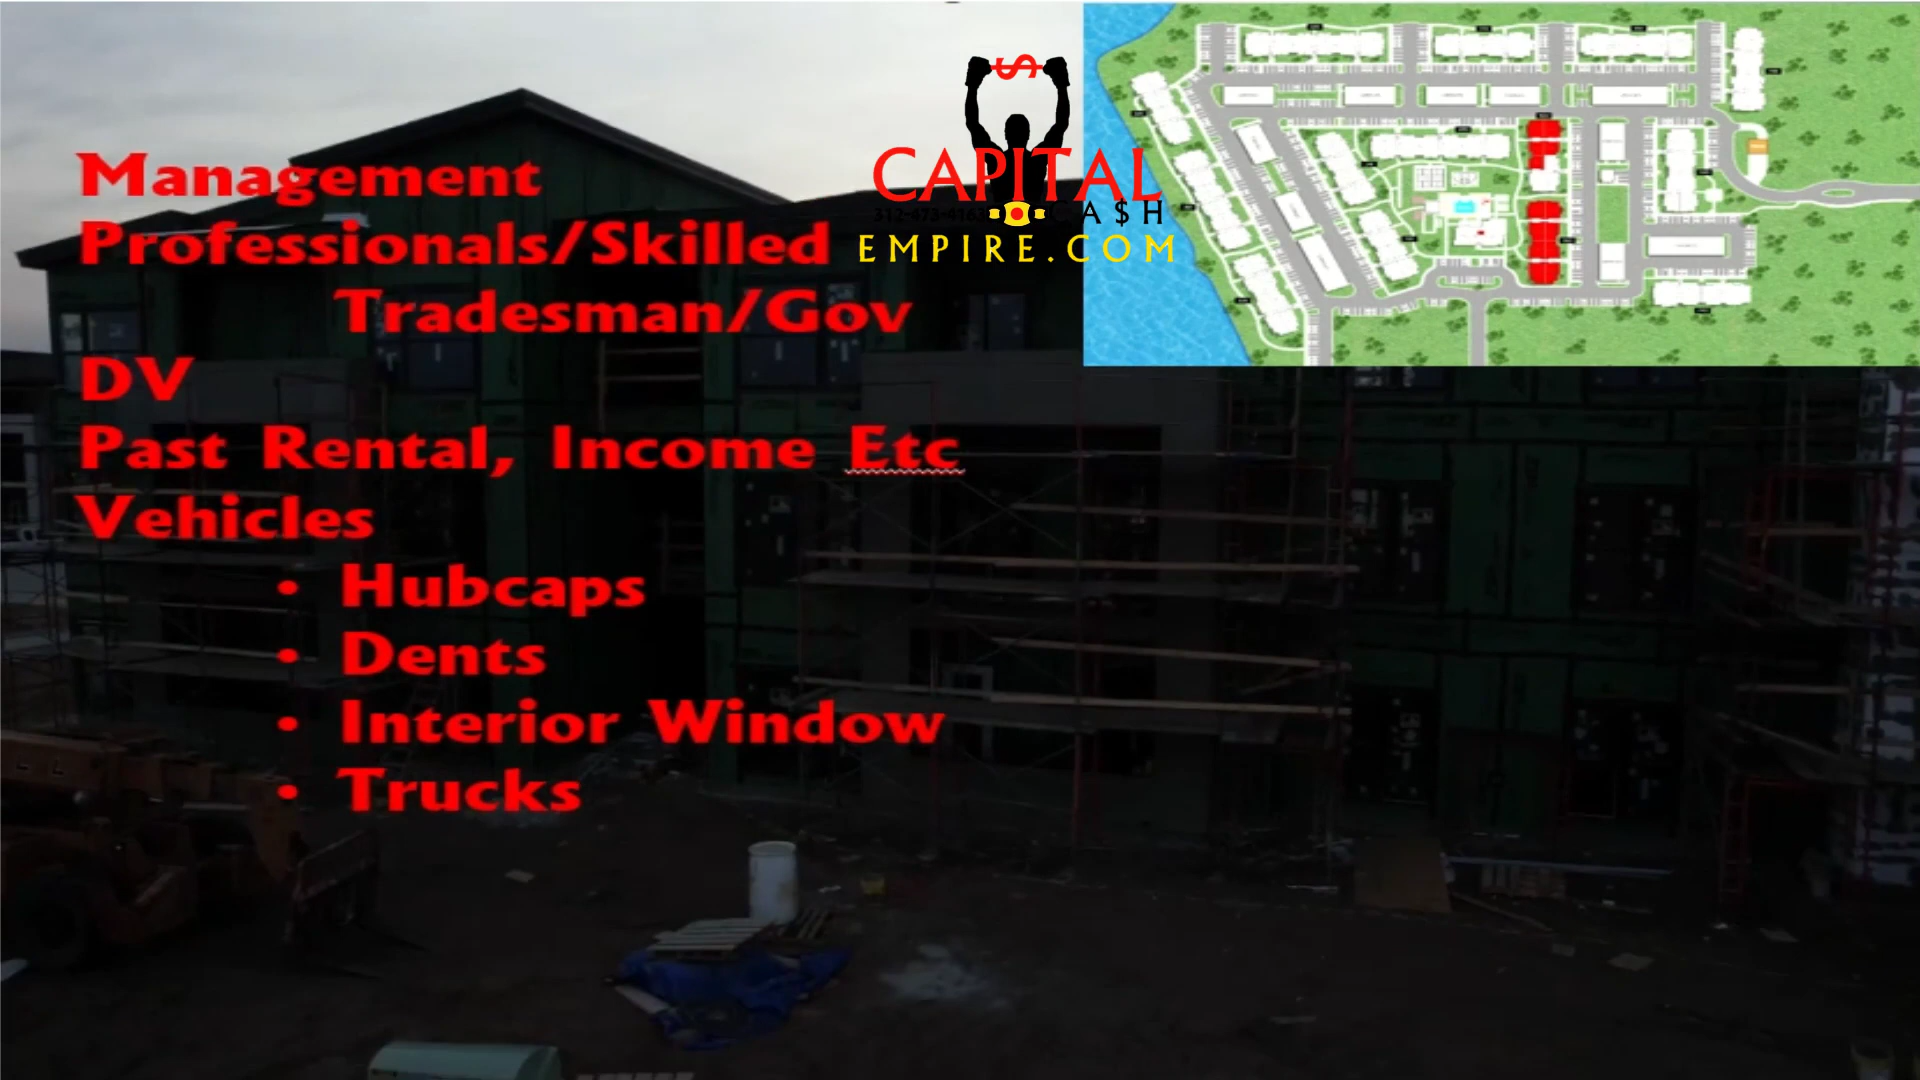 Management
Professionals/Skilled
Tradesman/Gov
DV
Past Rental, Income Etc
Vehicles
• Hubcaps
• Dents
• Interior Window
• Trucks
$
CAPITAL
CA$H
EMPIRE.COM